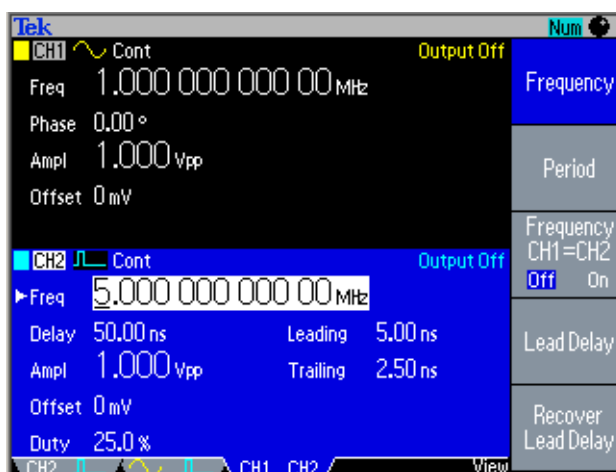 Tek
Num
CH1 Cont Output Off
Freq 1.000 000 000 00 MHz
Phase 0.00 °
Ampl 1.000 Vpp
Offset 0 mV
CH2 Cont Output Off
Freq 5.000 000 000 00 MHz
Delay 50.00 ns Leading 5.00 ns
Ampl 1.000 Vpp Trailing 2.50 ns
Offset 0 mV
Duty 25.0 %
CH2 CH1 CH2 View
Frequency
Period
Frequency
CH1=CH2
Off On
Lead Delay
Recover
Lead Delay